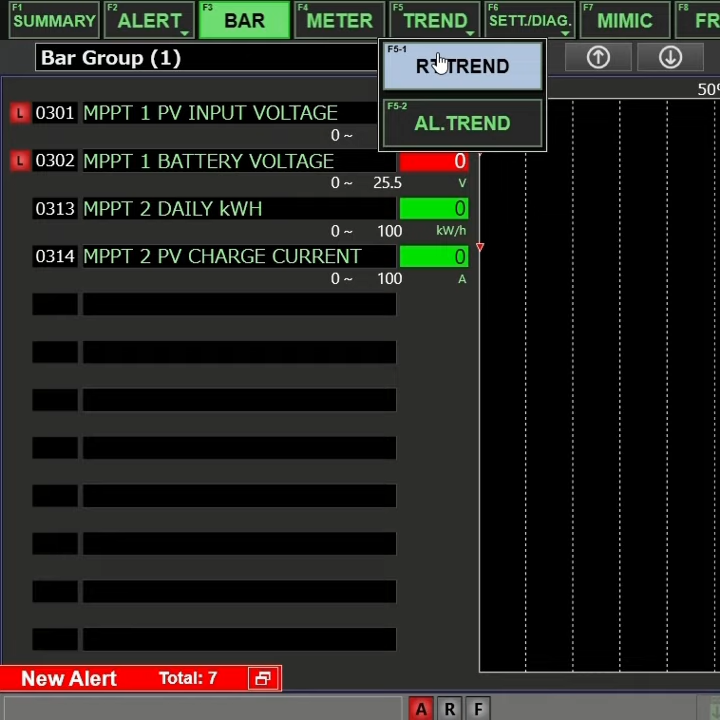 F1 SUMMARY F2 ALERT F3 BAR F4 METER F5 TREND F6 SETT./DIAG. F7 MIMIC F8 FR
Bar Group (1)
F5-1 TREND
F5-2 AL.TREND
50%
L 0301 MPPT 1 PV INPUT VOLTAGE
0 ~
L 0302 MPPT 1 BATTERY VOLTAGE 0
0 ~ 25.5 V
0313 MPPT 2 DAILY kWH 0
0 ~ 100 kW/h
0314 MPPT 2 PV CHARGE CURRENT 0
0 ~ 100 A
New Alert Total: 7
A R F